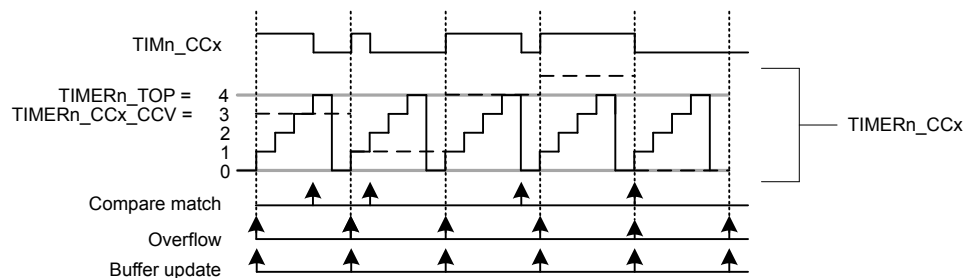 TIMn_CCx
TIMERn_TOP = 4
TIMERn_CCx_CCV = 3
2
1
0
TIMERn_CCx
Compare match
Overflow
Buffer update